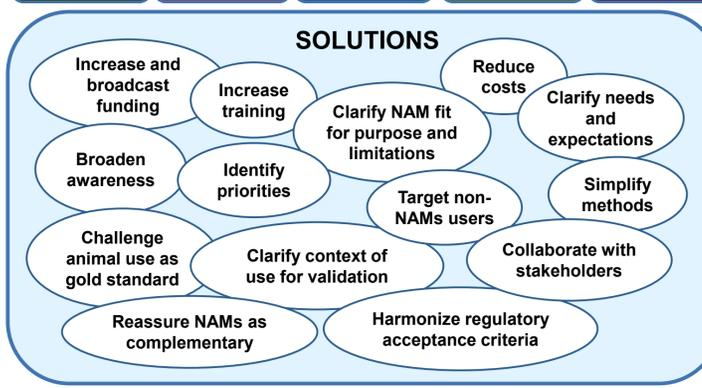 SOLUTIONS
Increase and
broadcast
funding
Increase
training
Clarify NAM fit
for purpose and
limitations
Reduce
costs
Clarify needs
and
expectations
Broaden
awareness
Identify
priorities
Target non-
NAMs users
Simplify
methods
Challenge
animal use as
gold standard
Clarify context of
use for validation
Collaborate with
stakeholders
Reassure NAMs as
complementary
Harmonize regulatory
acceptance criteria